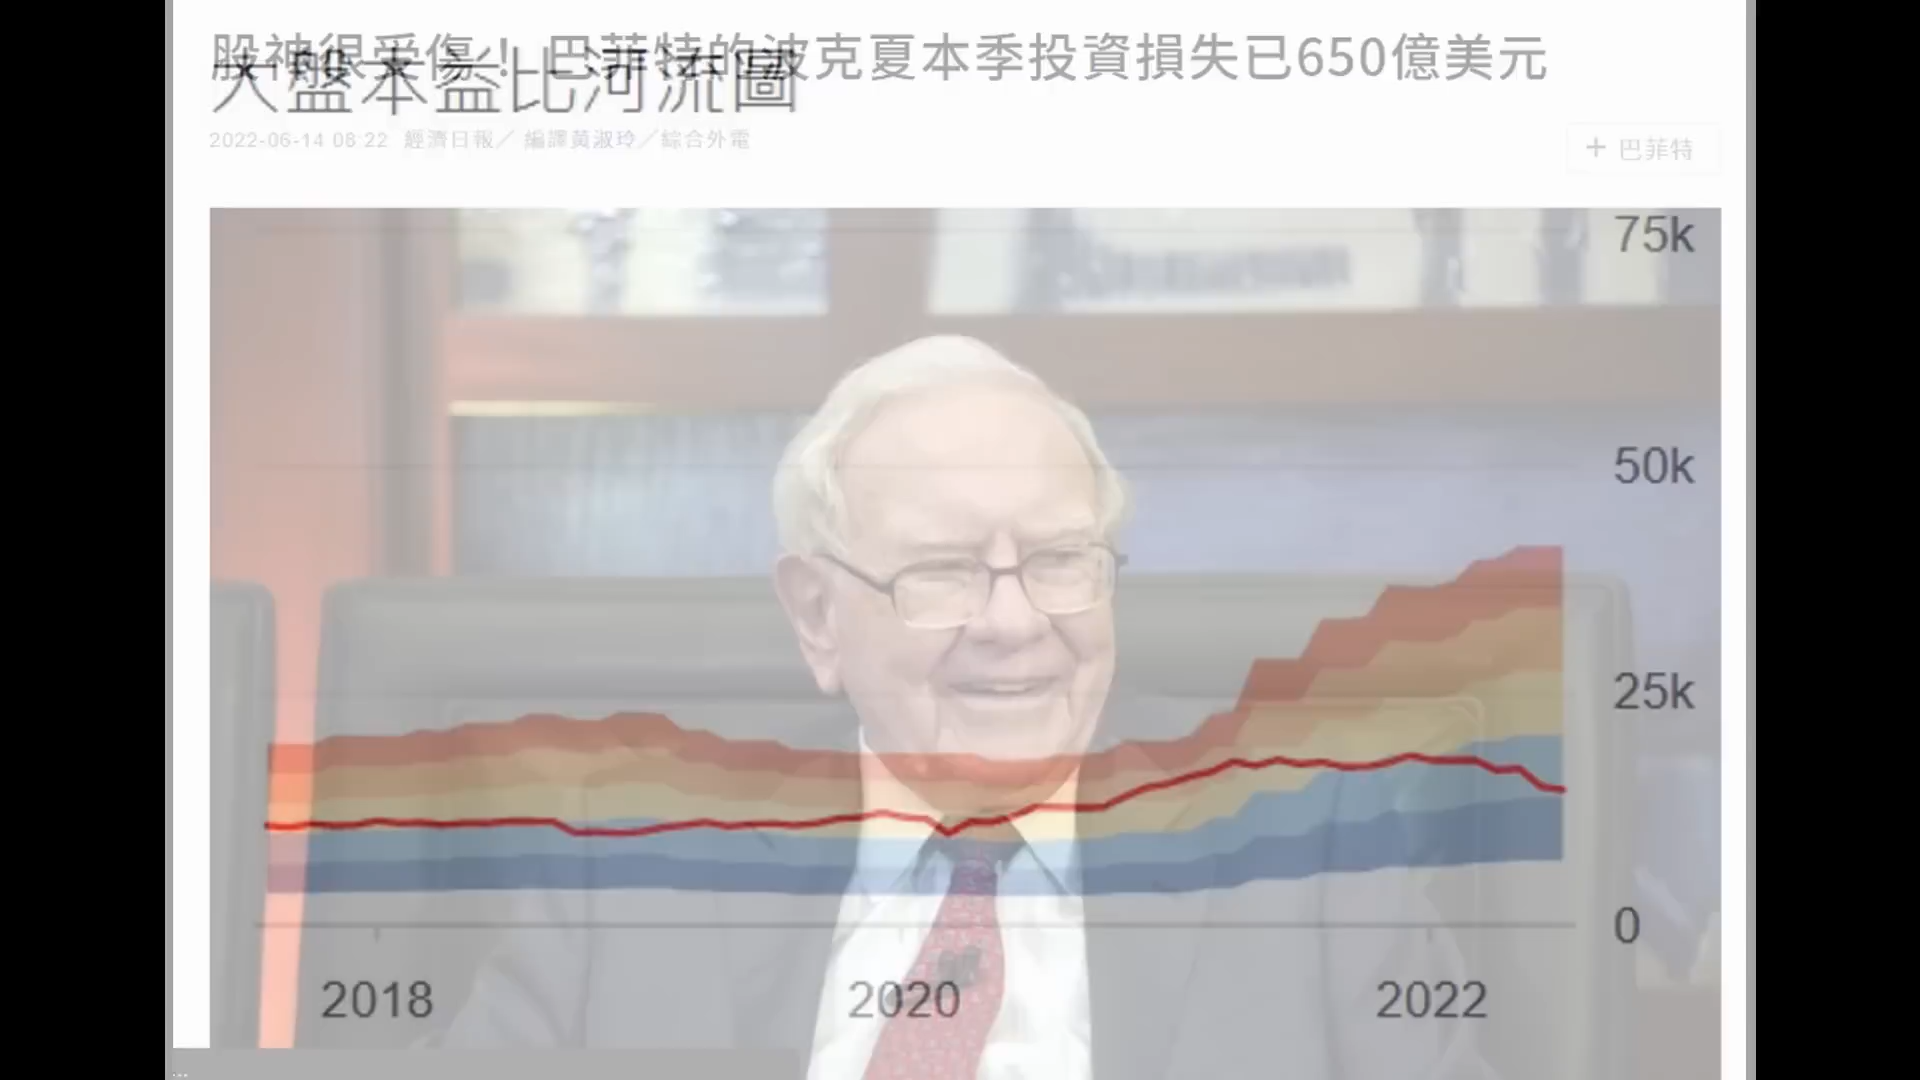 股神很受傷！ 巴菲特的波克夏本季投資損失已650億美元
大盤本益比河流圖
2022-06-14 08:22 經濟日報／ 編譯黃淑玲／綜合外電
+ 巴菲特
75k
50k
25k
0
2018
2020
2022
...